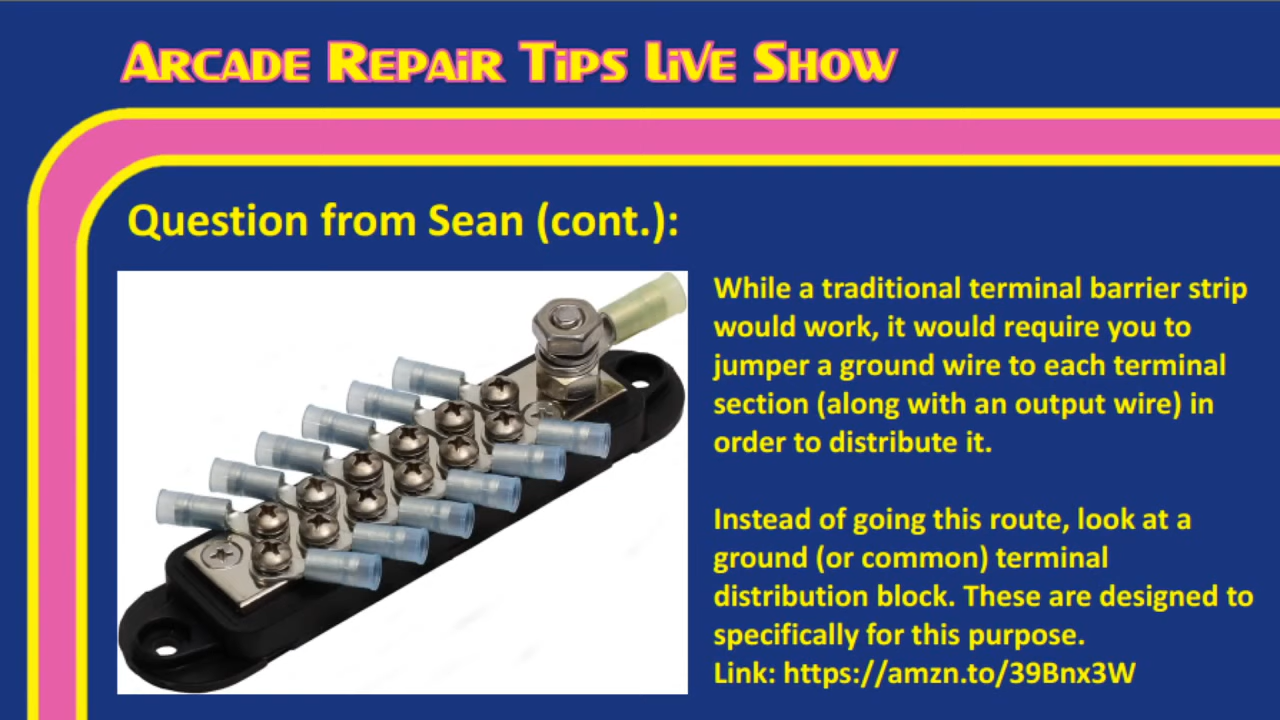 ARCADE REPAIR TIPS LIVE SHOW
Question from Sean (cont.):
While a traditional terminal barrier strip
would work, it would require you to
jumper a ground wire to each terminal
section (along with an output wire) in
order to distribute it.
Instead of going this route, look at a
ground (or common) terminal
distribution block. These are designed to
specifically for this purpose.
Link: https://amzn.to/39Bnx3W